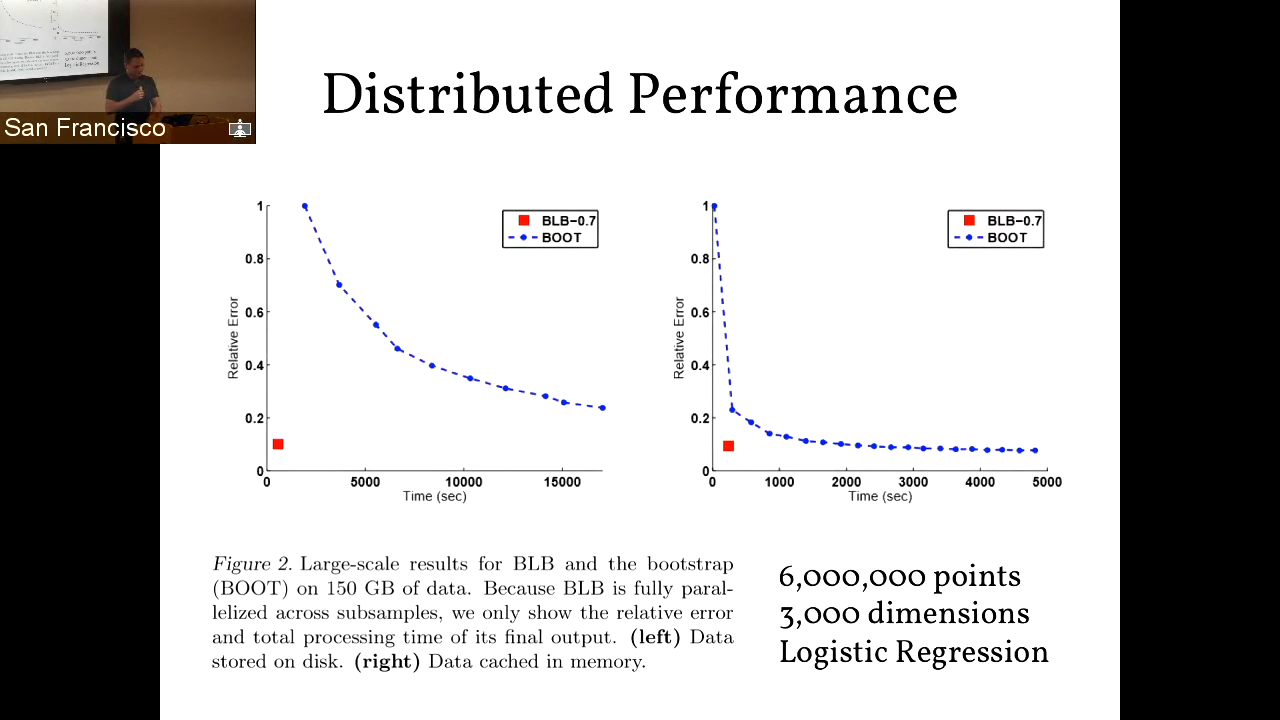 San Francisco
Distributed Performance
1
0.8
0.6
0.4
0.2
0
Relative Error
0 5000 10000 15000
Time (sec)
BLB−0.7
BOOT
1
0.8
0.6
0.4
0.2
0
Relative Error
0 1000 2000 3000 4000 5000
Time (sec)
BLB−0.7
BOOT
Figure 2. Large-scale results for BLB and the bootstrap
(BOOT) on 150 GB of data. Because BLB is fully paral-
lelized across subsamples, we only show the relative error
and total processing time of its final output. (left) Data
stored on disk. (right) Data cached in memory.
6,000,000 points
3,000 dimensions
Logistic Regression